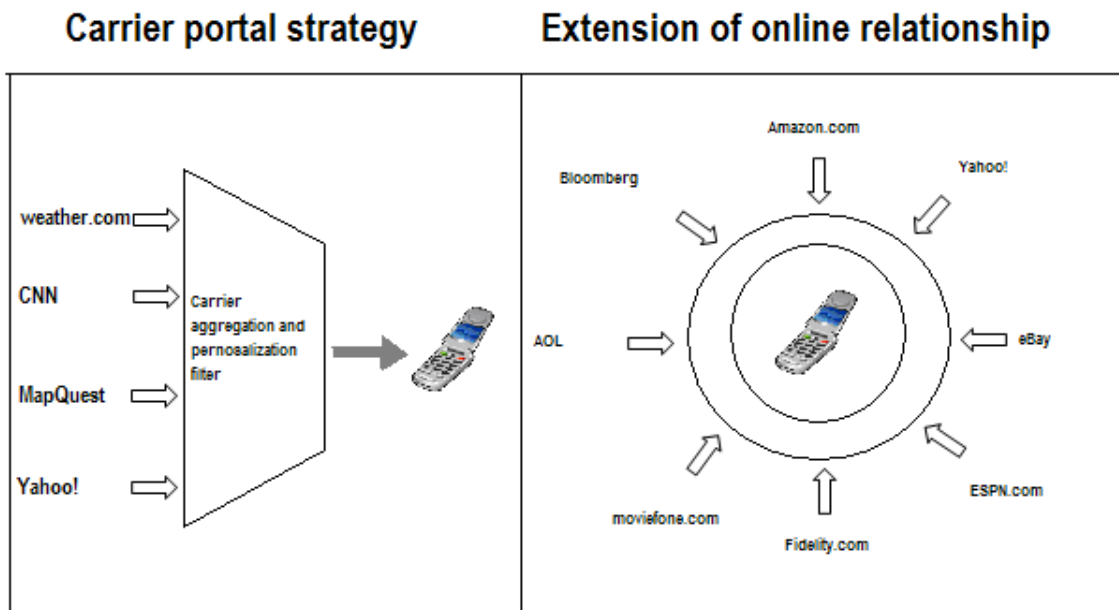 Carrier portal strategy
Extension of online relationship
weather.com
CNN
MapQuest
Yahoo!
Carrier
aggregation and
pernosalization
filter
Amazon.com
Bloomberg
Yahoo!
AOL
eBay
moviefone.com
ESPN.com
Fidelity.com